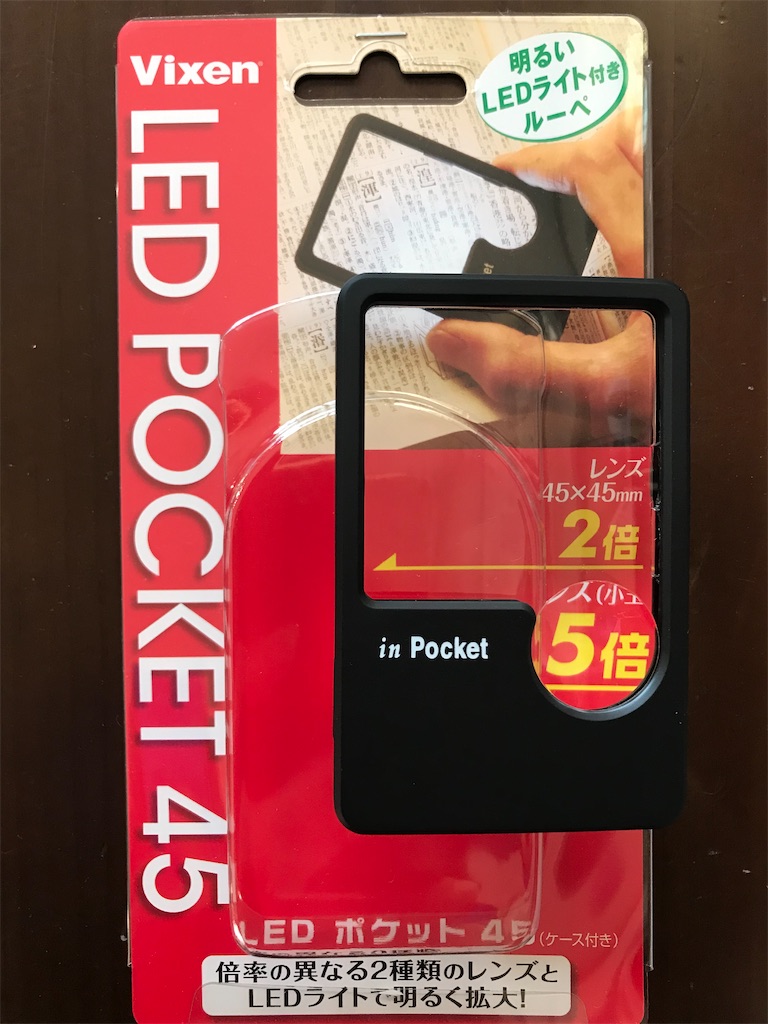 Vixen
LED POCKET 45
明るい
LEDライト付き
ルーペ
レンズ
45×45mm
2倍
5倍
in Pocket
LED ポケット 45(ケース付き)
倍率の異なる2種類のレンズと
LEDライトで明るく拡大!